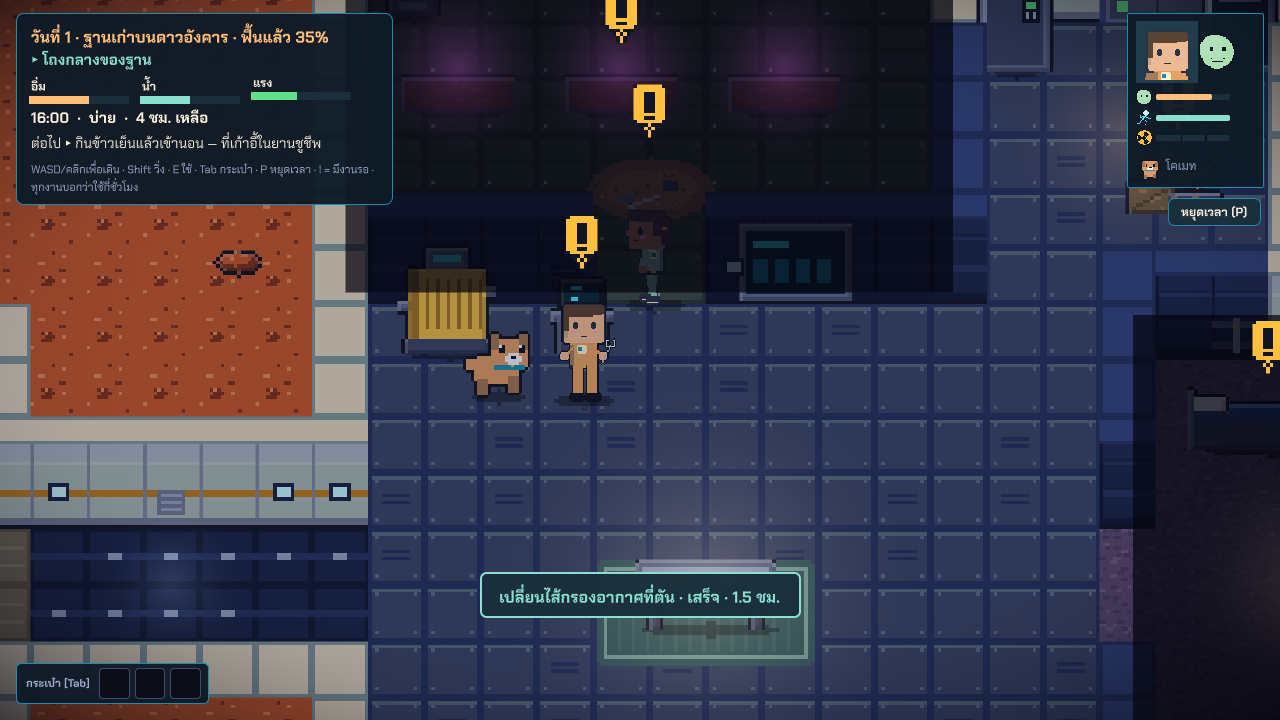 วันที่ 1 · ฐานเก่าบนดาวอังคาร · ฟื้นแล้ว 35%
▸ โถงกลางของฐาน
อิ่ม น้ำ แรง
16:00 · บ่าย · 4 ชม. เหลือ
ต่อไป ▸ กินข้าวเย็นแล้วเข้านอน — ที่เก้าอี้ในยานชูชีพ
WASD/คลิกเพื่อเดิน · Shift วิ่ง · E ใช้ · Tab กระเป๋า · P หยุดเวลา · ! = มีงานรอ ·
ทุกงานบอกว่าใช้กี่ชั่วโมง
โคเมท
หยุดเวลา (P)
เปลี่ยนไส้กรองอากาศที่ตัน · เสร็จ · 1.5 ชม.
กระเป๋า [Tab]